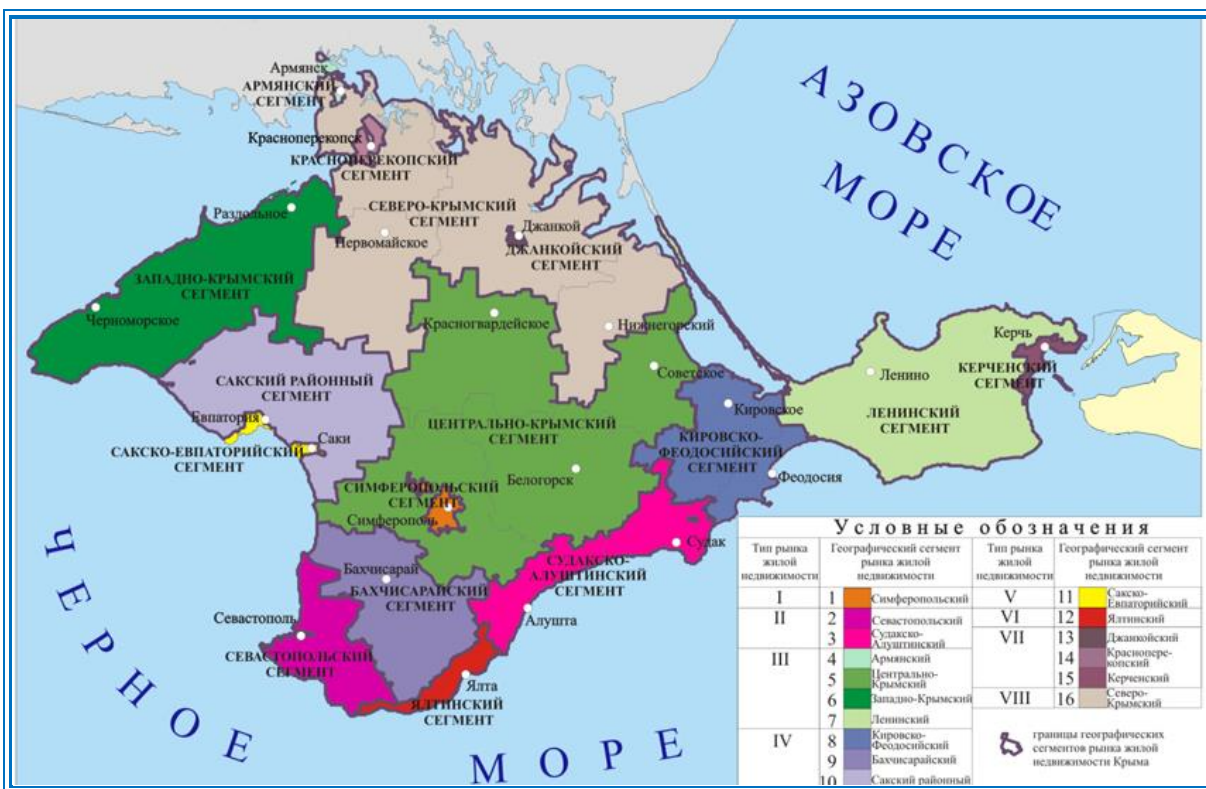 АЗОВСКОЕ
МОРЕ
Армянск
АРМЯНСКИЙ
СЕГМЕНТ
Красноперекопск
КРАСНОПЕРЕКОПСКИЙ
СЕГМЕНТ
Раздольное
СЕВЕРО-КРЫМСКИЙ
СЕГМЕНТ
Джанкой
ДЖАНКОЙСКИЙ
СЕГМЕНТ
Первомайское
ЗАПАДНО-КРЫМСКИЙ
СЕГМЕНТ
Черноморское
Красногвардейское
Нижнегорский
Керчь
КЕРЧЕНСКИЙ
СЕГМЕНТ
Советское
Ленино
ЛЕНИНСКИЙ
СЕГМЕНТ
САКСКИЙ РАЙОННЫЙ
СЕГМЕНТ
Кировское
Евпатория
ЦЕНТРАЛЬНО-КРЫМСКИЙ
СЕГМЕНТ
КИРОВСКО-
ФЕОДОСИЙСКИЙ
СЕГМЕНТ
Саки
САКСКО-ЕВПАТОРИЙСКИЙ
СЕГМЕНТ
Белогорск
Феодосия
СИМФЕРОПОЛЬСКИЙ
СЕГМЕНТ
Симферополь
Судак
СУДАКСКО-
АЛУШТИНСКИЙ
СЕГМЕНТ
Бахчисарай
БАХЧИСАРАЙСКИЙ
СЕГМЕНТ
Алушта
Севастополь
СЕВАСТОПОЛЬСКИЙ
СЕГМЕНТ
Ялта
ЯЛТИНСКИЙ
СЕГМЕНТ
ЧЕРНОЕ
МОРЕ
Условные обозначения
Тип рынка
жилой
недвижимости
Географический сегмент
рынка жилой
недвижимости
Тип рынка
жилой
недвижимости
Географический сегмент
рынка жилой
недвижимости
I 1 Симферопольский
II 2 Севастопольский
3 Судакско-
Алуштинский
III 4 Армянский
5 Центрально-
Крымский
6 Западно-Крымский
7 Ленинский
IV 8 Кировско-
Феодосийский
9 Бахчисарайский
10 Сакский районный
V 11 Сакско-
Евпаторийский
VI 12 Ялтинский
VII 13 Джанкойский
14 Краснопере-
копский
15 Керченский
VIII 16 Северо-
Крымский
границы географических
сегментов рынка жилой
недвижимости Крыма